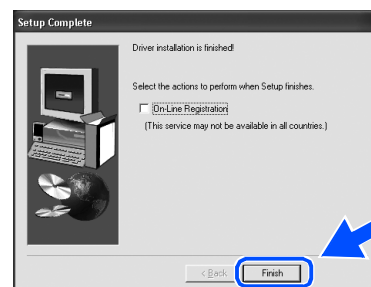 Setup Complete
Driver installation is finished!
Select the actions to perform when Setup finishes.
On-Line Registration
(This service may not be available in all countries.)
< Back
Finish